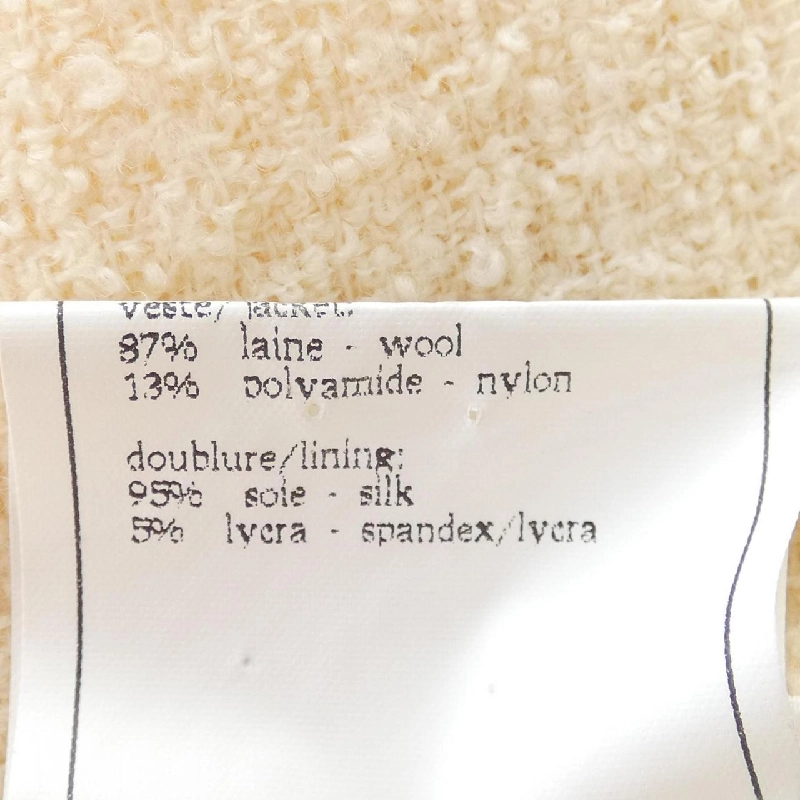 veste/jacket:
87% laine - wool
13% polyamide - nylon
doublure/lining:
95% soie - silk
5% lycra - spandex/lycra